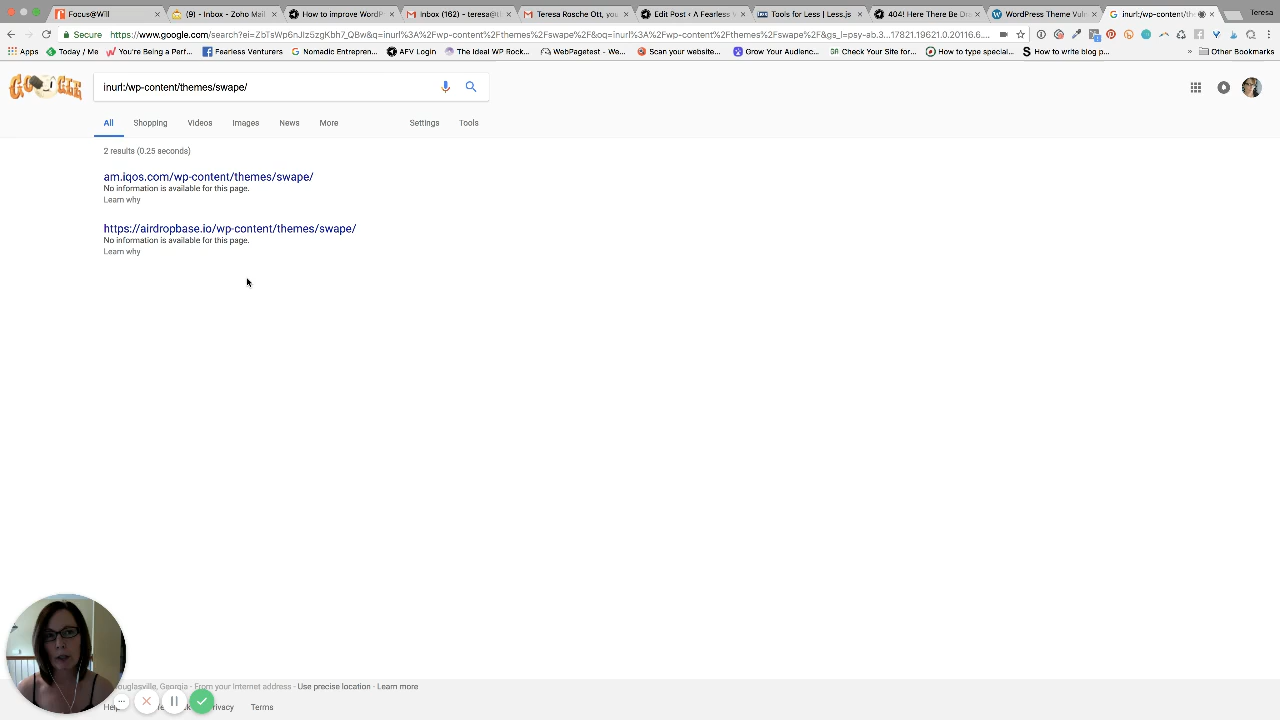 Focus@Will
(9) - Inbox - Zoho Mail
How to improve WordP
Inbox (162) - teresa@th
Teresa Rosche Ott, you
Edit Post ‹ A Fearless V
Tools for Less | Less.js
404! Here There Be Dr
WordPress Theme Vuln
inurl:/wp-content/the
Teresa
Secure
Apps
Today / Me
You're Being a Perf...
Fearless Venturers
Nomadic Entrepren...
AFV Login
The Ideal WP Rock...
WebPagetest - We...
Scan your website...
Grow Your Audienc...
Check Your Site fr...
How to type special...
How to write blog p...
»
Other Bookmarks
inurl:/wp-content/themes/swape/
All
Shopping
Videos
Images
News
More
Settings
Tools
2 results (0.25 seconds)
am.iqos.com/wp-content/themes/swape/
No information is available for this page.
Learn why
https://airdropbase.io/wp-content/themes/swape/
No information is available for this page.
Learn why
Douglasville, Georgia - From your Internet address - Use precise location - Learn more
Terms